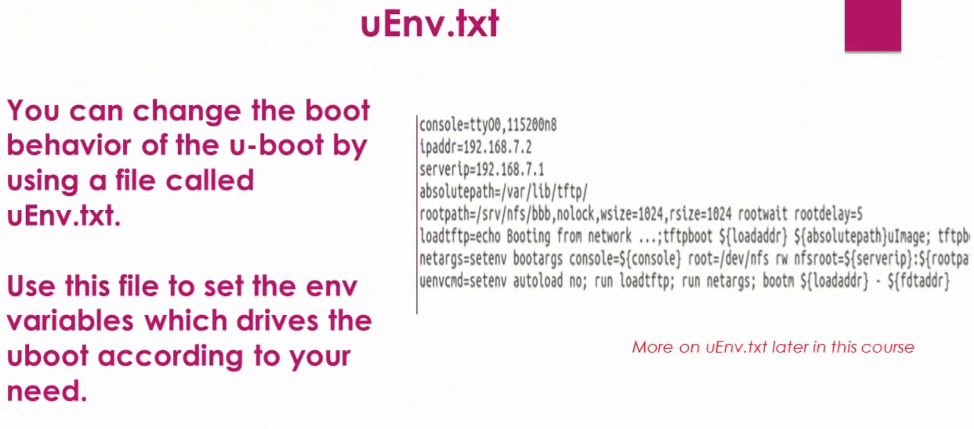 uEnv.txt
You can change the boot
behavior of the u-boot by
using a file called
uEnv.txt.
Use this file to set the env
variables which drives the
uboot according to your
need.
console=ttyO0,115200n8
ipaddr=192.168.7.2
serverip=192.168.7.1
absolutepath=/var/lib/tftp/
rootpath=/srv/nfs/bbb,nolock,wsize=1024,rsize=1024 rootwait rootdelay=5
loadtftp=echo Booting from network ...;tftpboot ${loadaddr} ${absolutepath}uImage; tftpb
netargs=setenv bootargs console=${console} root=/dev/nfs rw nfsroot=${serverip}:${rootpa
uenvcmd=setenv autoload no; run loadtftp; run netargs; bootm ${loadaddr} - ${fdtaddr}
More on uEnv.txt later in this course